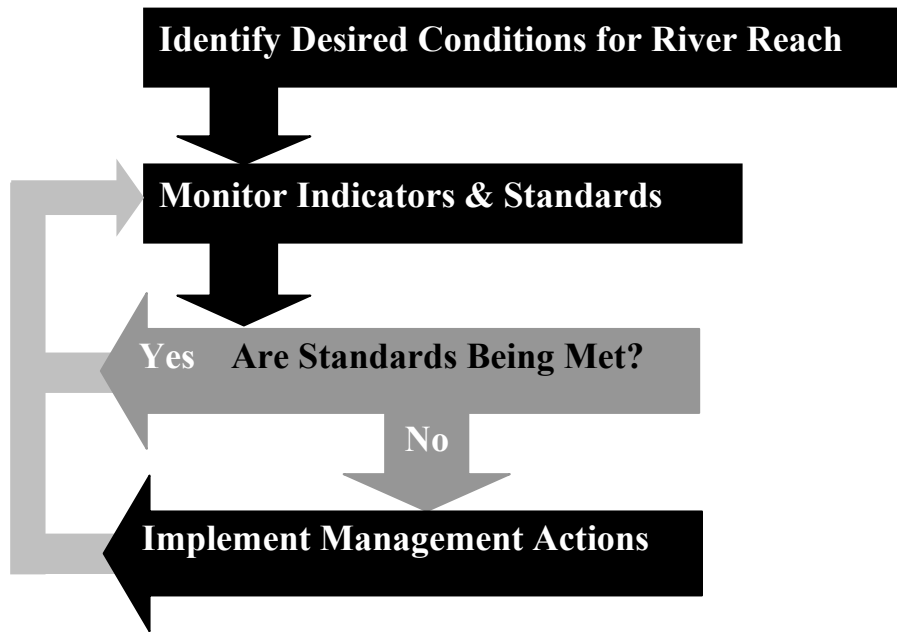 Identify Desired Conditions for River Reach
Monitor Indicators & Standards
Yes Are Standards Being Met?
No
Implement Management Actions